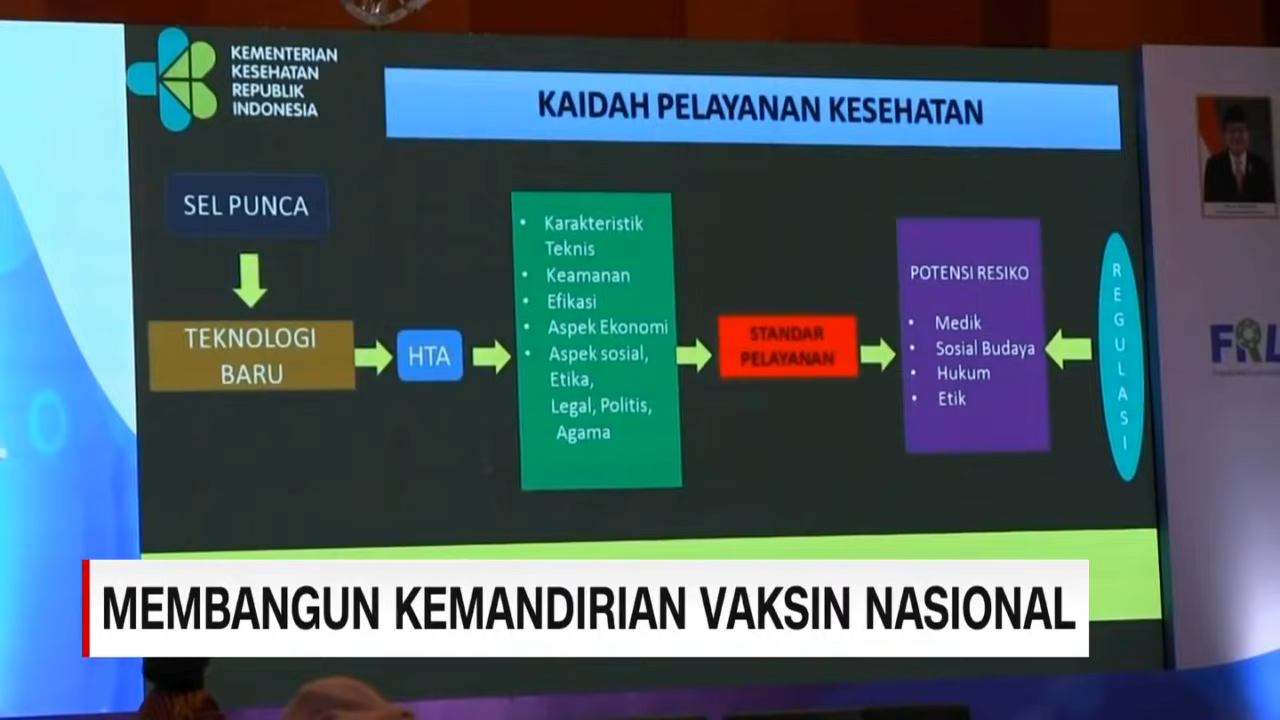 KEMENTERIAN
KESEHATAN
REPUBLIK
INDONESIA
KAIDAH PELAYANAN KESEHATAN
SEL PUNCA
TEKNOLOGI
BARU
HTA
• Karakteristik
Teknis
• Keamanan
• Efikasi
• Aspek Ekonomi
• Aspek sosial,
Etika,
Legal, Politis,
Agama
STANDAR
PELAYANAN
POTENSI RESIKO
• Medik
• Sosial Budaya
• Hukum
• Etik
REGULASI
MEMBANGUN KEMANDIRIAN VAKSIN NASIONAL